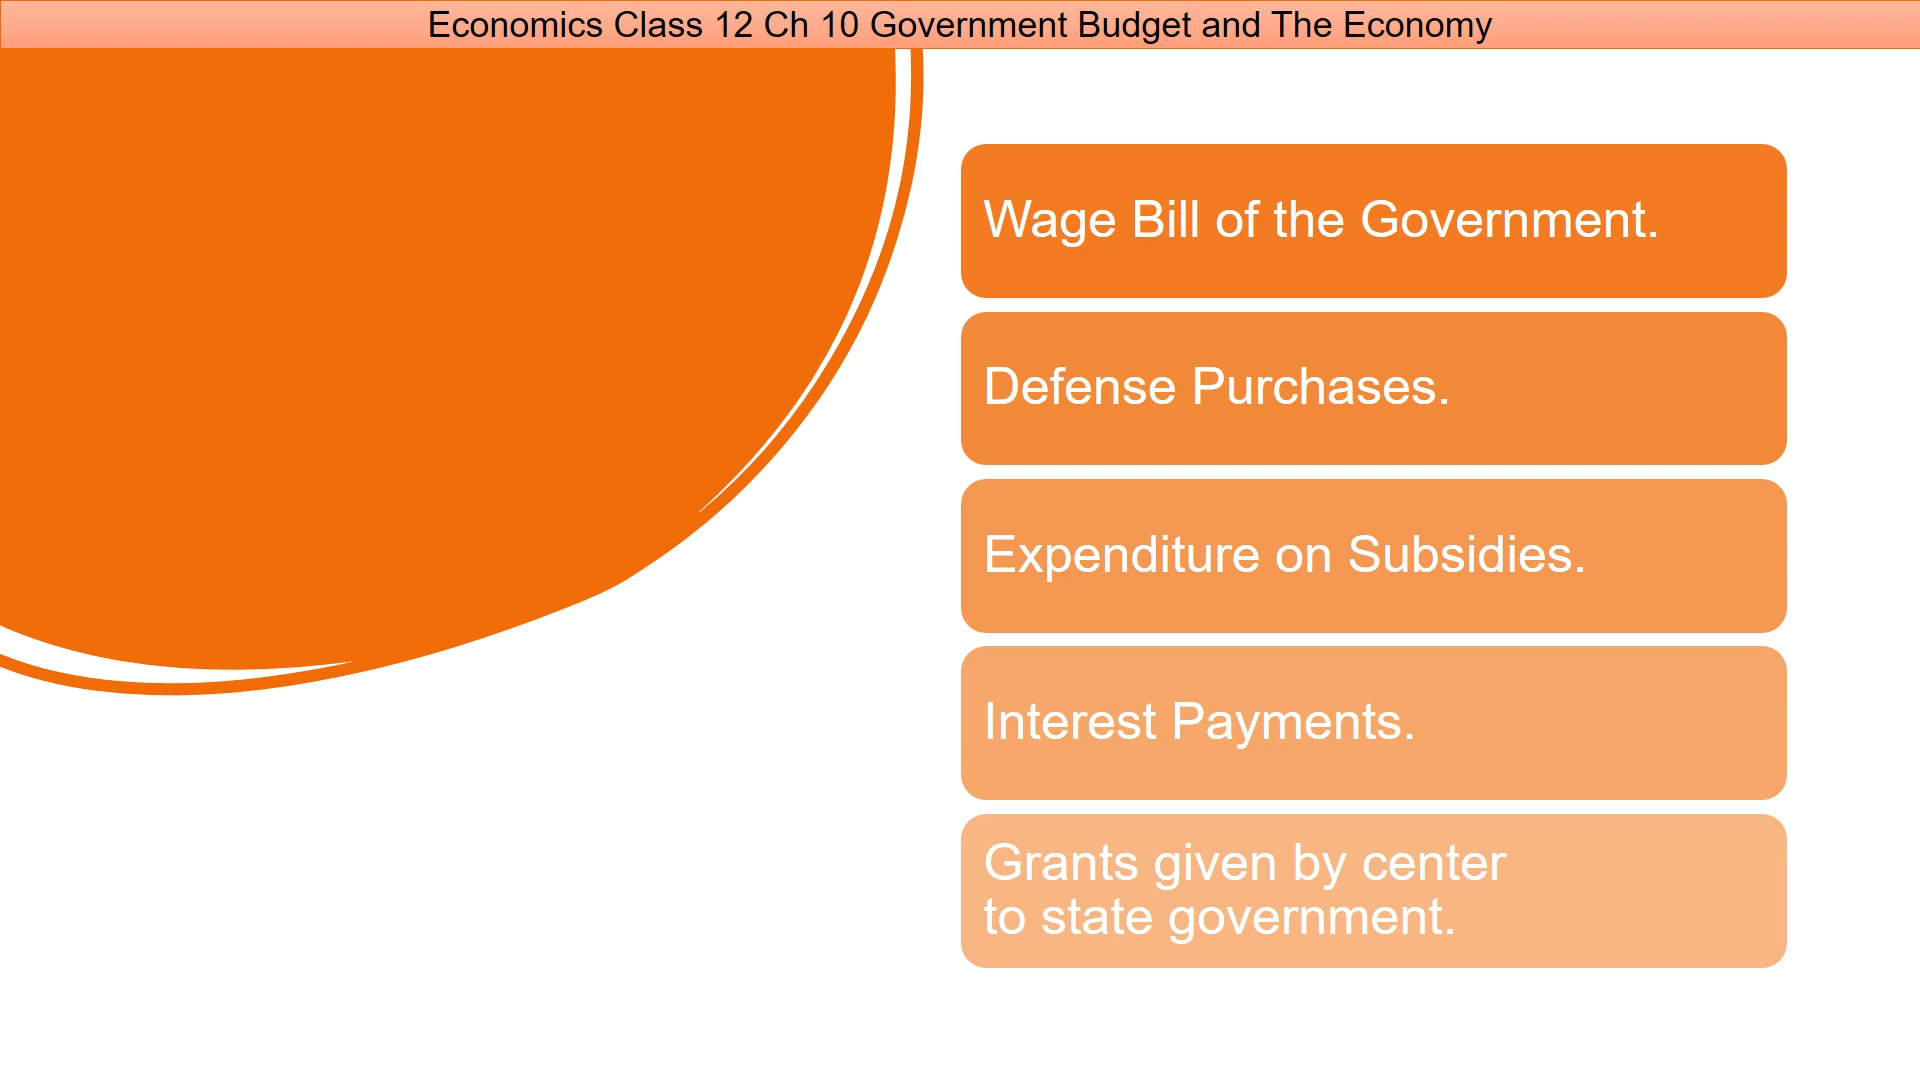 Economics Class 12 Ch 10 Government Budget and The Economy
Wage Bill of the Government.
Defense Purchases.
Expenditure on Subsidies.
Interest Payments.
Grants given by center
to state government.